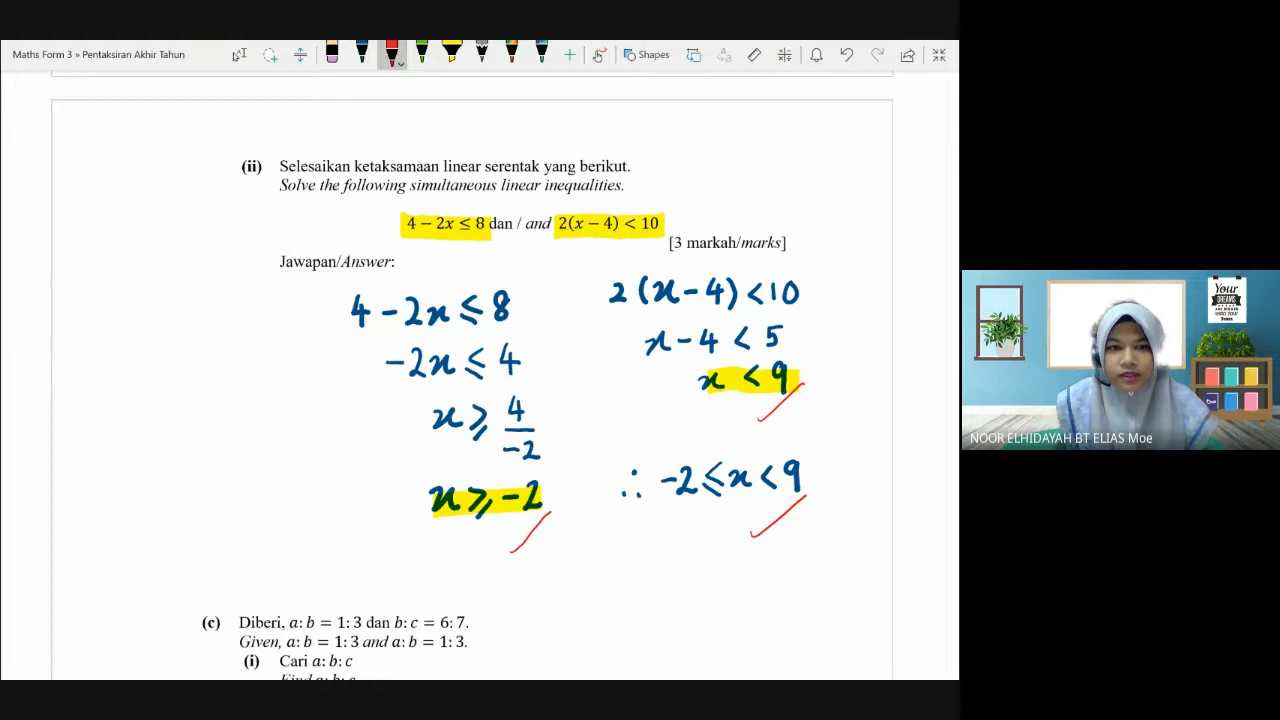 Maths Form 3 » Pentaksiran Akhir Tahun
Shapes
(ii) Selesaikan ketaksamaan linear serentak yang berikut.
Solve the following simultaneous linear inequalities.
4 − 2x ≤ 8 dan / and 2(x − 4) < 10
[3 markah/marks]
Jawapan/Answer:
4 − 2x ≤ 8
−2x ≤ 4
x ≥ 4/−2
x ≥ −2
2(x − 4) < 10
x − 4 < 5
x < 9
∴ −2 ≤ x < 9
(c) Diberi, a: b = 1: 3 dan b: c = 6: 7.
Given, a: b = 1: 3 and a: b = 1: 3.
(i) Cari a: b: c
Find a: b: c
Your
DREAMS
NOOR ELHIDAYAH BT ELIAS Moe